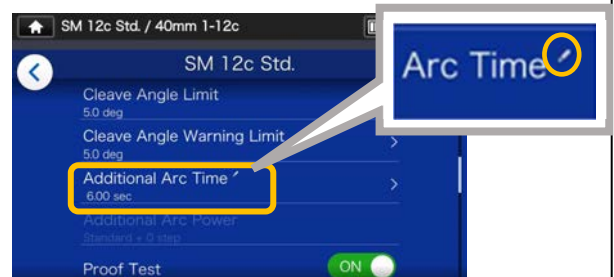 SM 12c Std. / 40mm 1-12c
SM 12c Std.
Cleave Angle Limit
5.0 deg
Cleave Angle Warning Limit
5.0 deg
Additional Arc Time
6.00 sec
Additional Arc Power
Standard + 0 step
Proof Test
ON
Arc Time